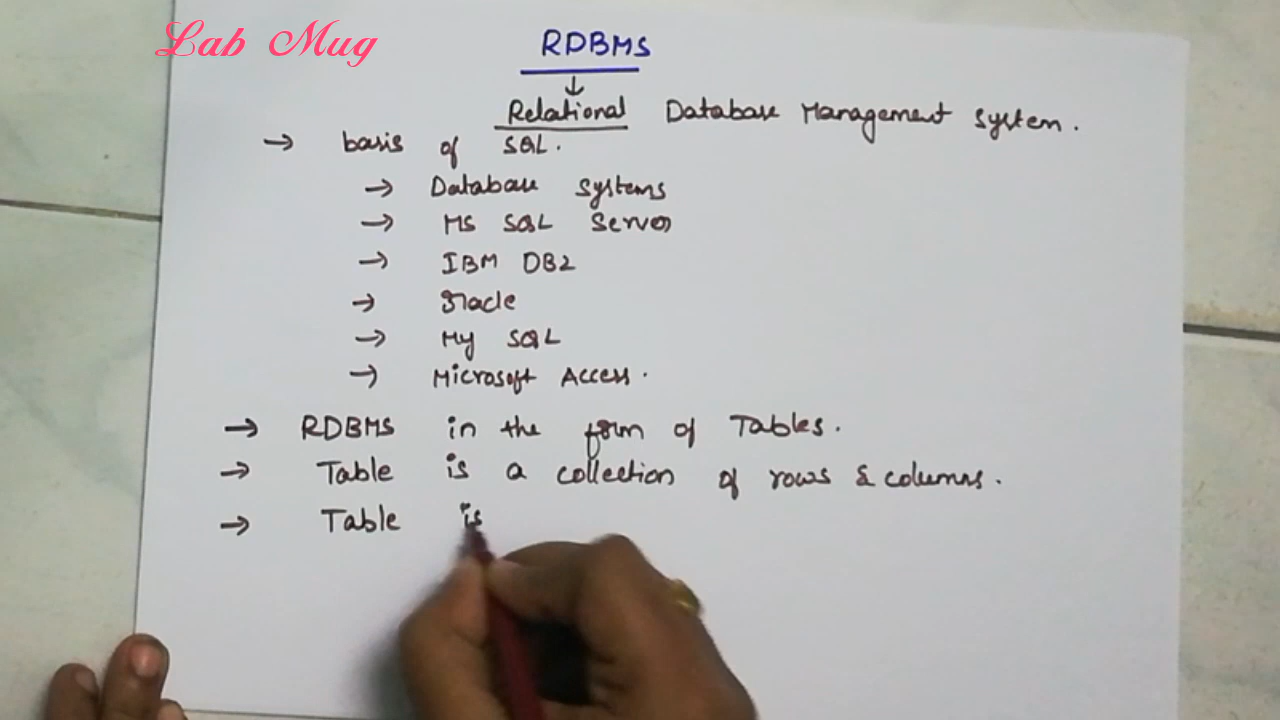 Lab Mug
RDBMS
↓
Relational Database Management System.
→ basis of SQL.
→ Database Systems
→ MS SQL Server
→ IBM DB2
→ Oracle
→ My SQL
→ Microsoft Access.
→ RDBMS in the form of Tables.
→ Table is a collection of rows & columns.
→ Table is